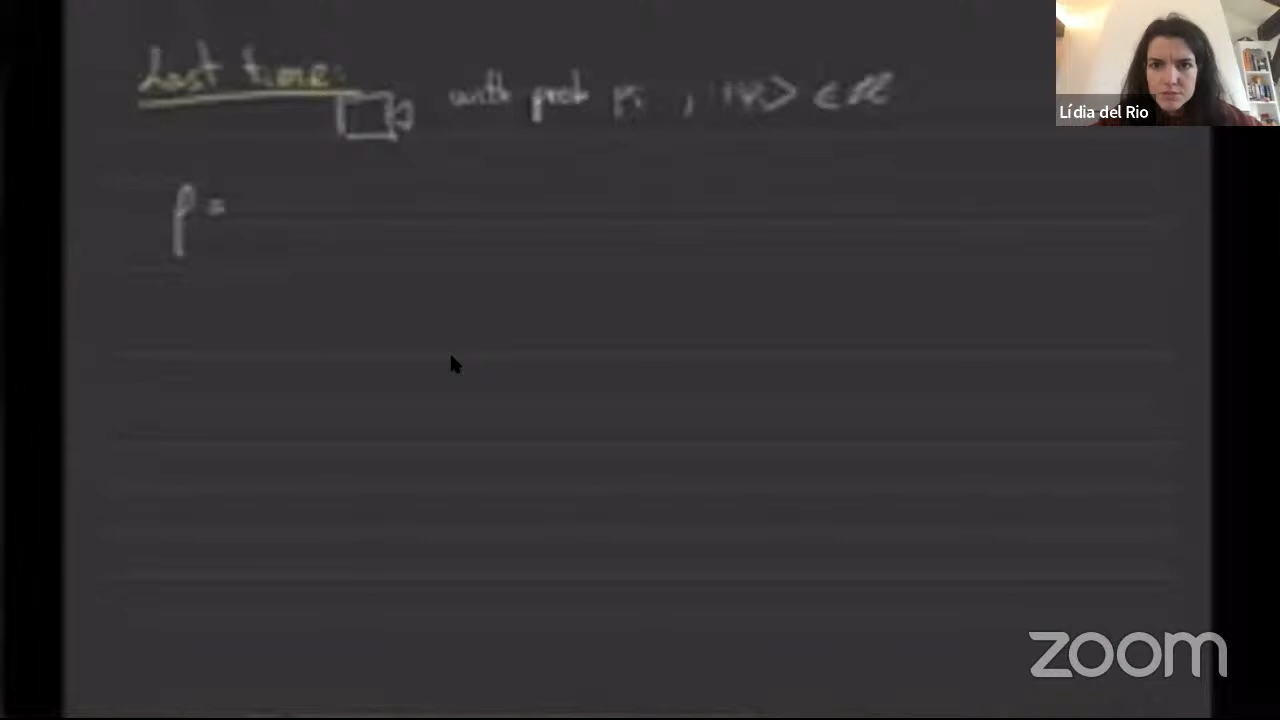 Last time:
with prob pᵢ , |ψᵢ> ∈ ℋ
ρ =
Lídia del Rio
zoom